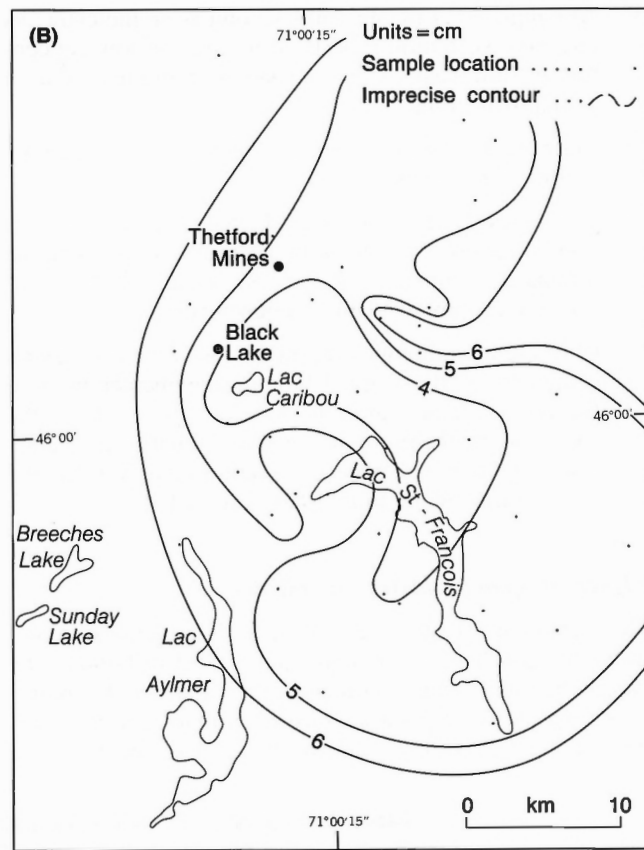 (B)
71°00'15"
Units = cm
Sample location .....
Imprecise contour ...
Thetford
Mines
Black
Lake
Lac
Caribou
6
5
4
46°00'
46°00'
Lac
St-Francois
Breeches
Lake
Sunday
Lake
Lac
Aylmer
5
6
0 km 10
71°00'15"